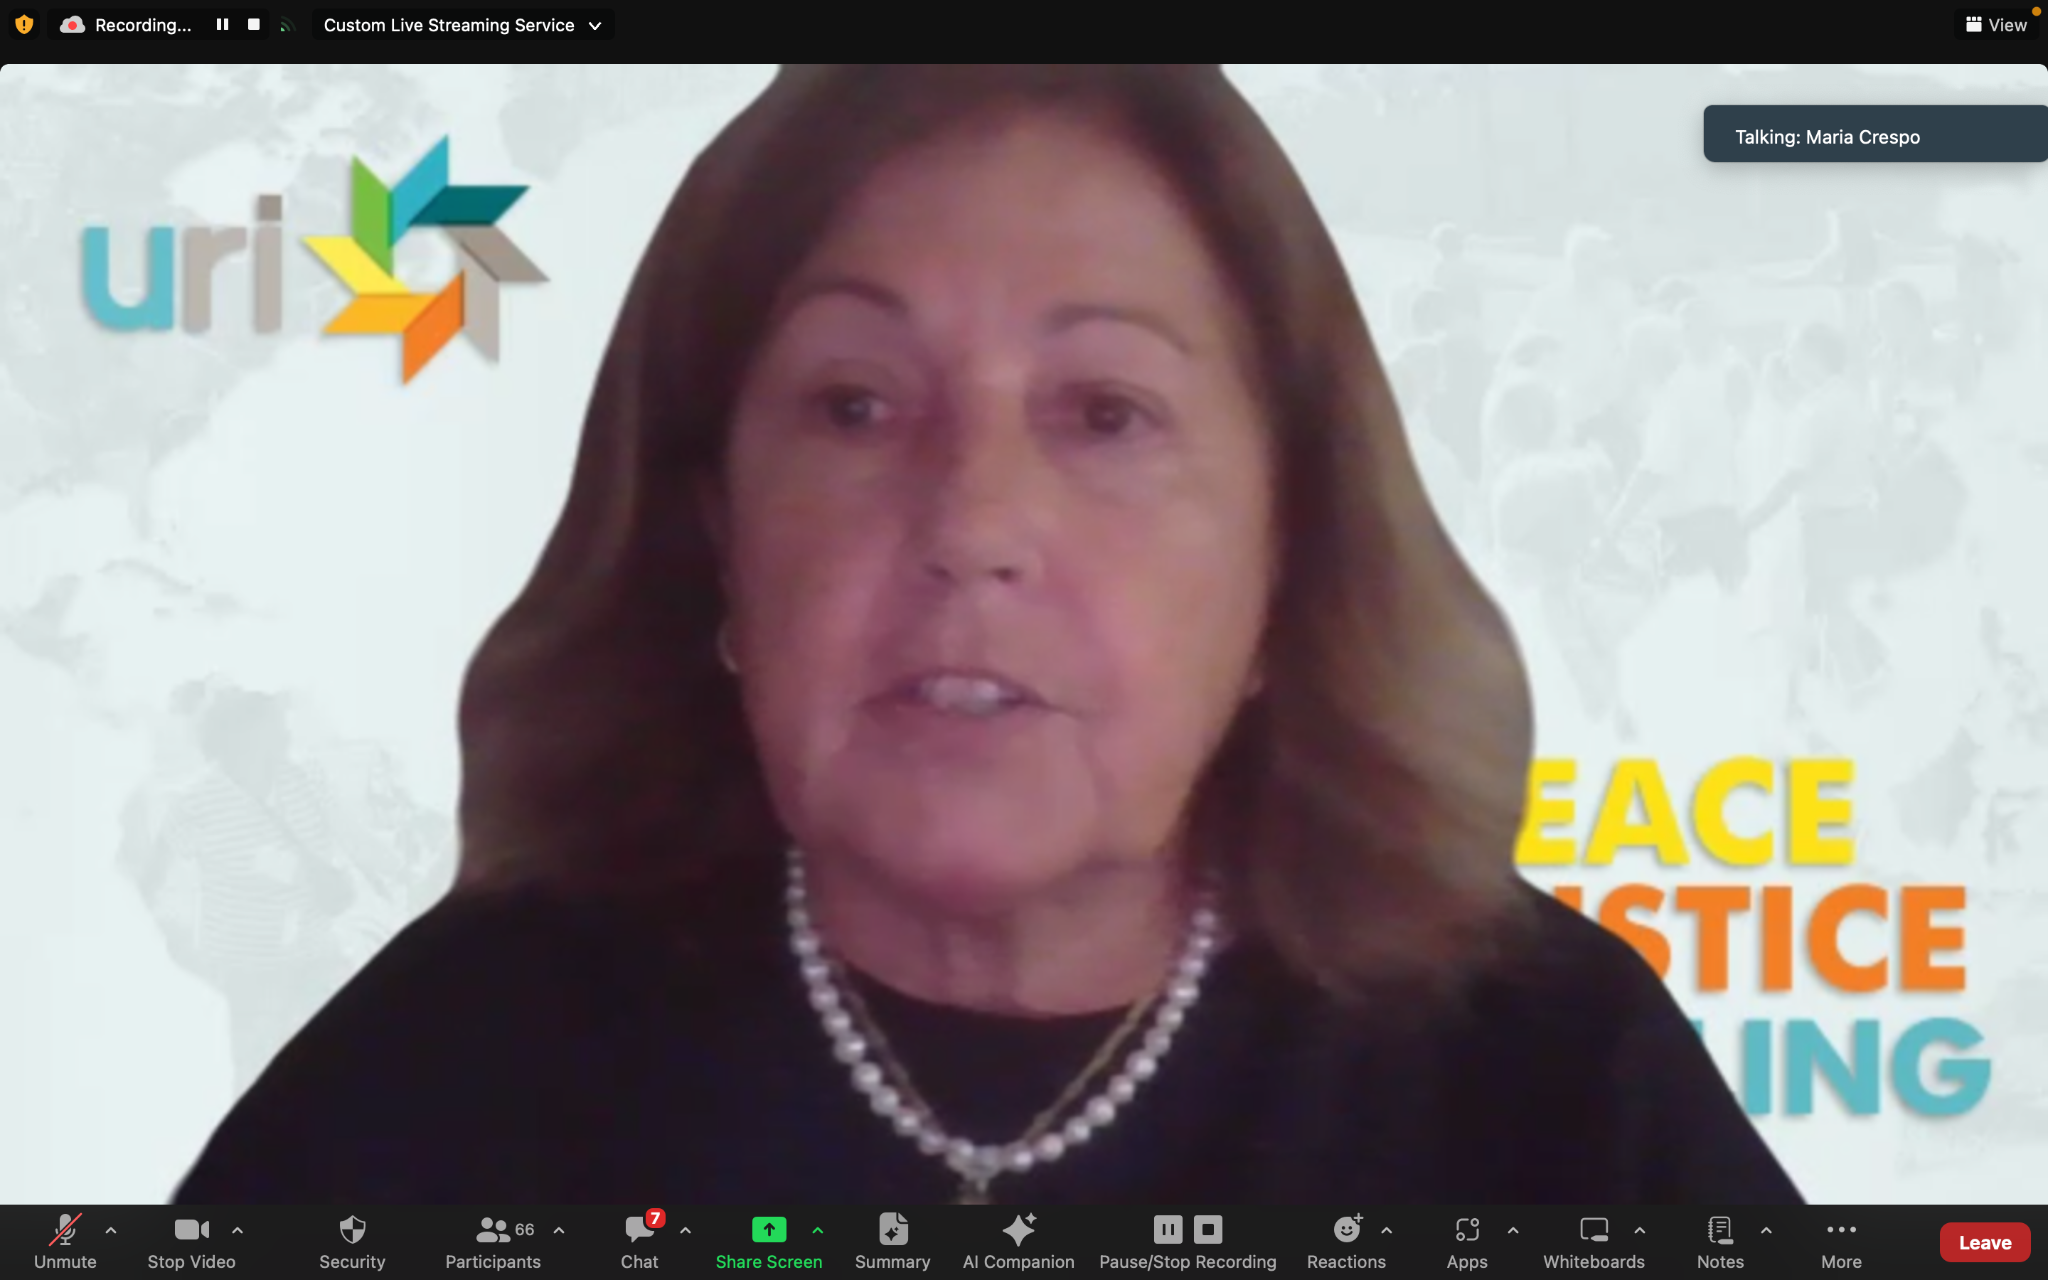 Recording...
Custom Live Streaming Service
View
Talking: Maria Crespo
uri
EACE
STICE
ING
66
7
Unmute
Stop Video
Security
Participants
Chat
Share Screen
Summary
AI Companion
Pause/Stop Recording
Reactions
Apps
Whiteboards
Notes
More
Leave